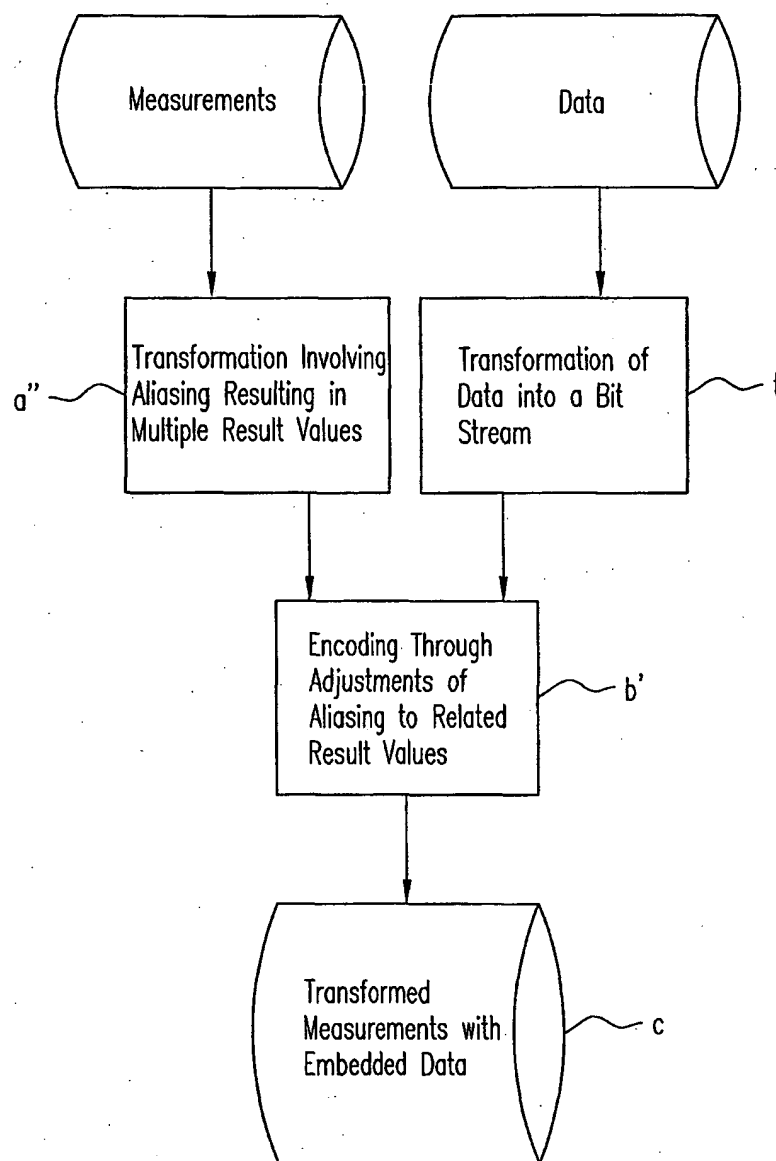 Measurements
Data
Transformation Involving
Aliasing Resulting in
Multiple Result Values
a"
Transformation of
Data into a Bit
Stream
Encoding Through
Adjustments of
Aliasing to Related
Result Values
b'
Transformed
Measurements with
Embedded Data
c